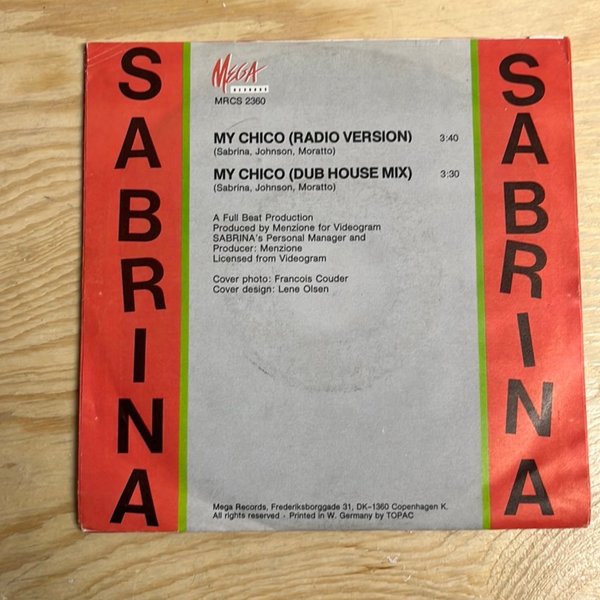 SABRINA
MEGA
RECORDS
MRCS 2360
MY CHICO (RADIO VERSION) 3:40
(Sabrina, Johnson, Moratto)
MY CHICO (DUB HOUSE MIX) 3:30
(Sabrina, Johnson, Moratto)
A Full Beat Production
Produced by Menzione for Videogram
SABRINA's Personal Manager and
Producer: Menzione
Licensed from Videogram
Cover photo: Francois Couder
Cover design: Lene Olsen
Mega Records, Frederiksborggade 31, DK-1360 Copenhagen K.
All rights reserved · Printed in W. Germany by TOPAC
SABRINA